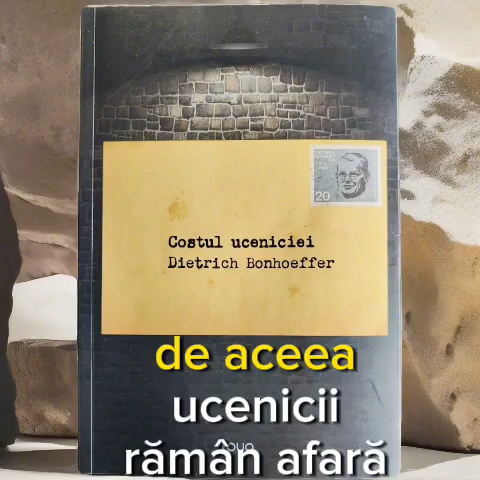 20
Costul uceniciei
Dietrich Bonhoeffer
de aceea
ucenicii
rămân afară